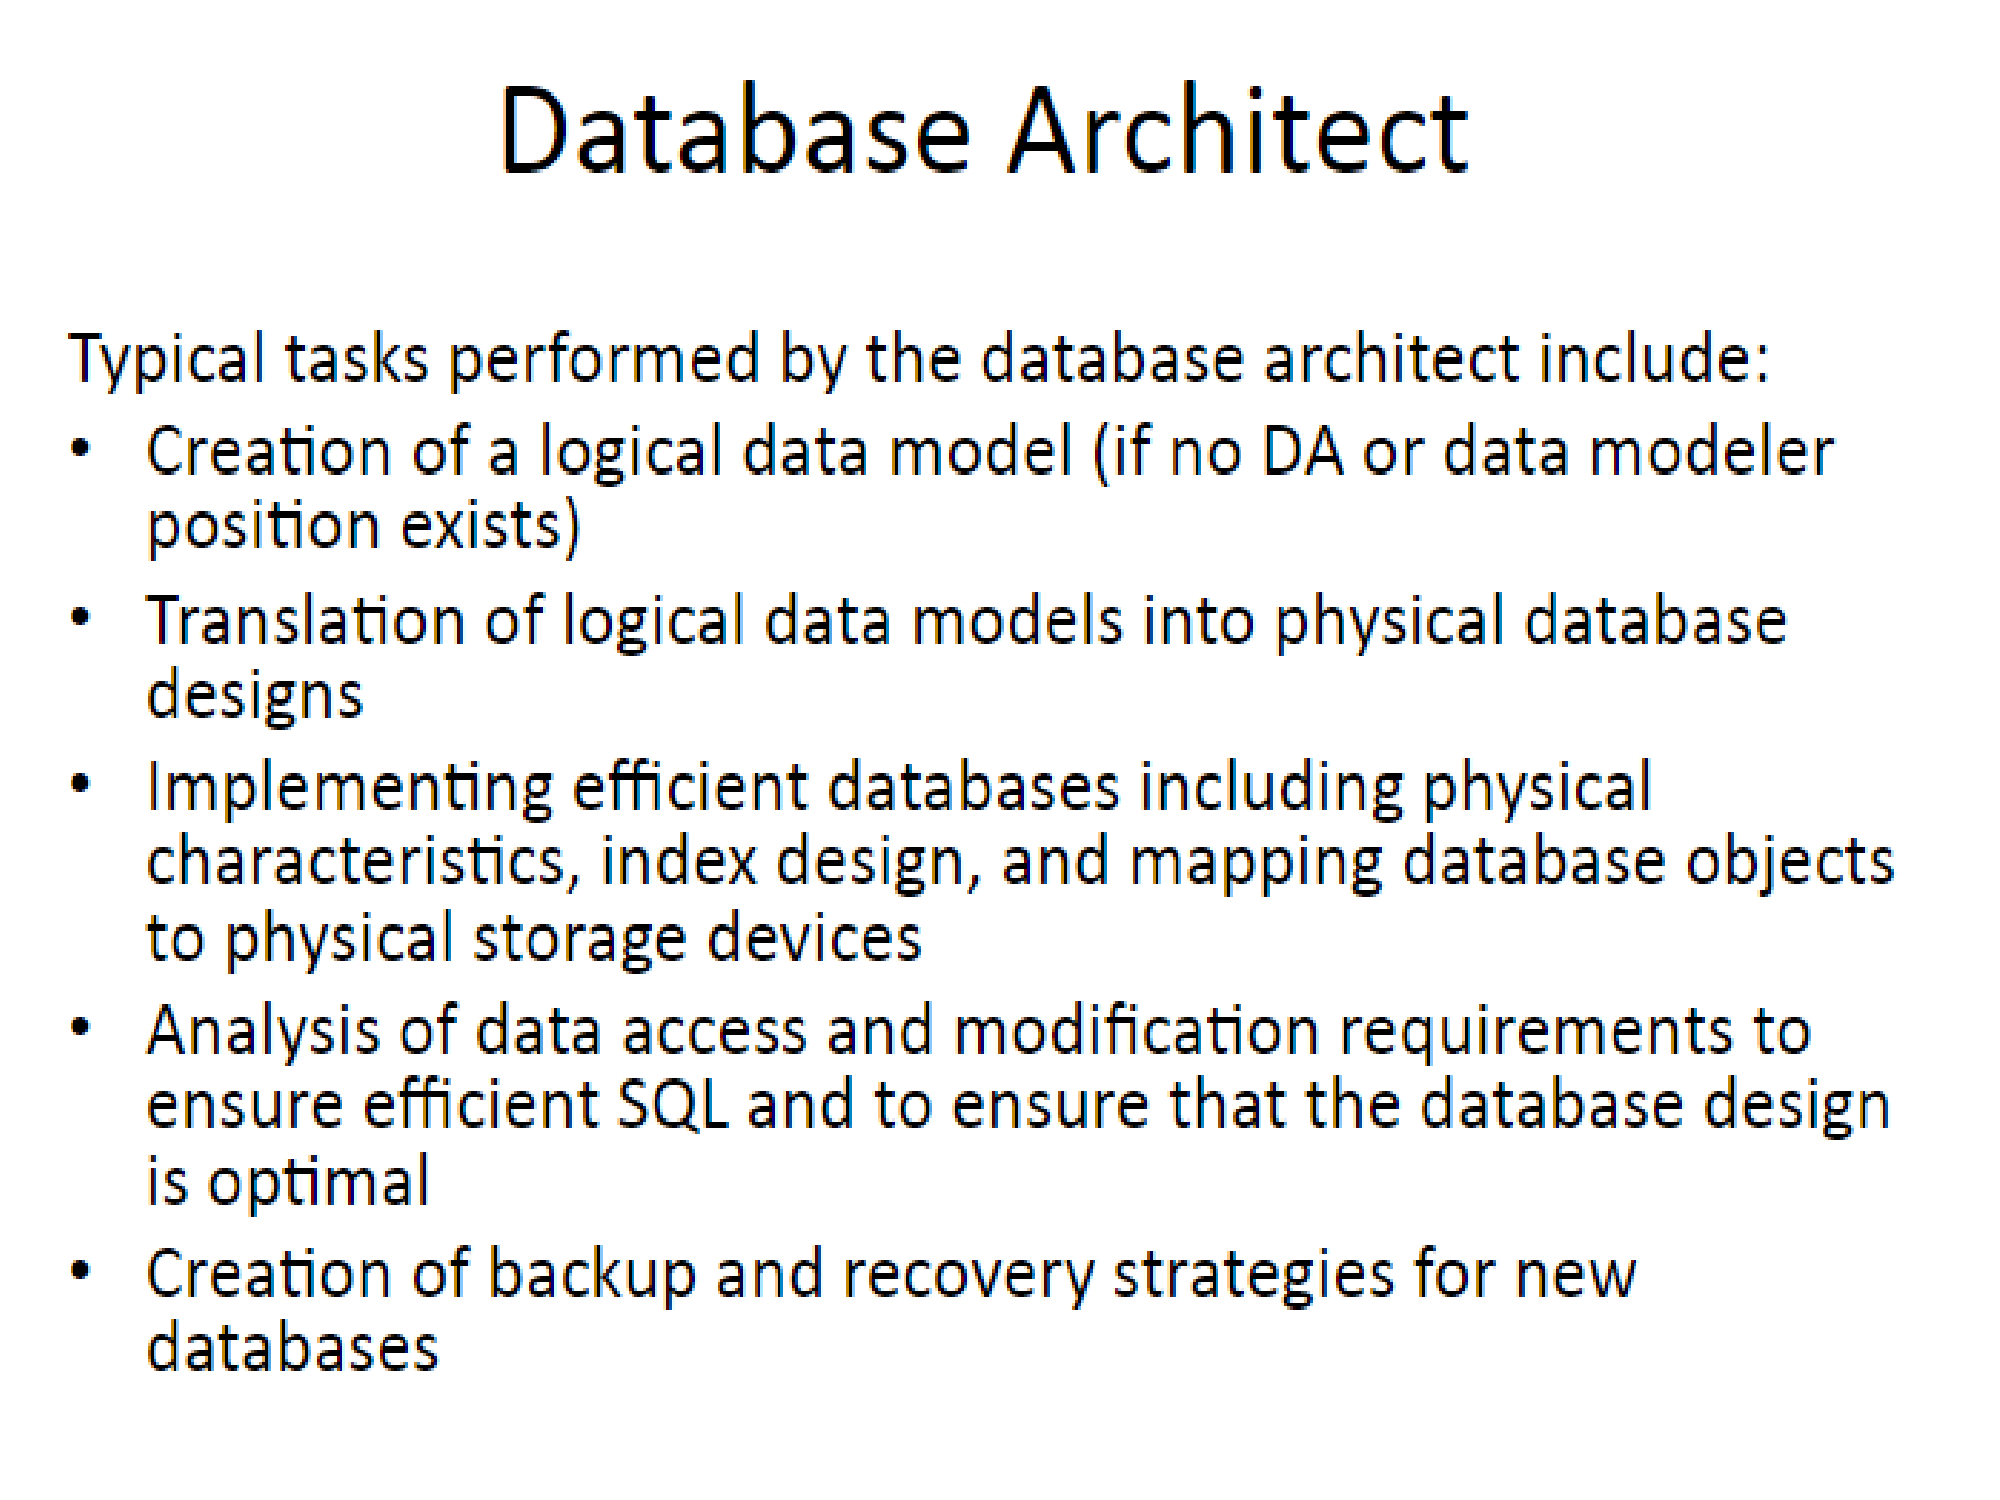 Database Architect
Typical tasks performed by the database architect include:
• Creation of a logical data model (if no DA or data modeler
position exists)
• Translation of logical data models into physical database
designs
• Implementing efficient databases including physical
characteristics, index design, and mapping database objects
to physical storage devices
• Analysis of data access and modification requirements to
ensure efficient SQL and to ensure that the database design
is optimal
• Creation of backup and recovery strategies for new
databases